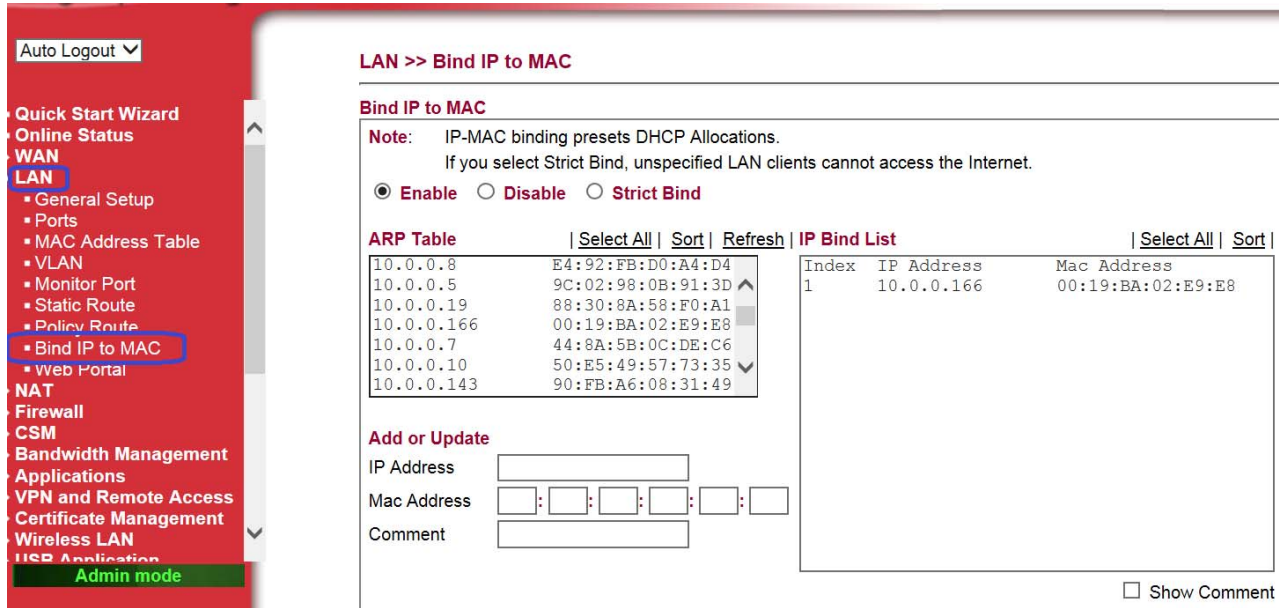 Auto Logout
Quick Start Wizard
Online Status
WAN
LAN
General Setup
Ports
MAC Address Table
VLAN
Monitor Port
Static Route
Policy Route
Bind IP to MAC
Web Portal
NAT
Firewall
CSM
Bandwidth Management
Applications
VPN and Remote Access
Certificate Management
Wireless LAN
USB Application
Admin mode
LAN >> Bind IP to MAC
Bind IP to MAC
Note: IP-MAC binding presets DHCP Allocations.
If you select Strict Bind, unspecified LAN clients cannot access the Internet.
Enable Disable Strict Bind
ARP Table | Select All | Sort | Refresh |
10.0.0.8 E4:92:FB:D0:A4:D4
10.0.0.5 9C:02:98:0B:91:3D
10.0.0.19 88:30:8A:58:F0:A1
10.0.0.166 00:19:BA:02:E9:E8
10.0.0.7 44:8A:5B:0C:DE:C6
10.0.0.10 50:E5:49:57:73:35
10.0.0.143 90:FB:A6:08:31:49
IP Bind List | Select All | Sort |
Index IP Address Mac Address
1 10.0.0.166 00:19:BA:02:E9:E8
Add or Update
IP Address
Mac Address : : : : :
Comment
Show Comment